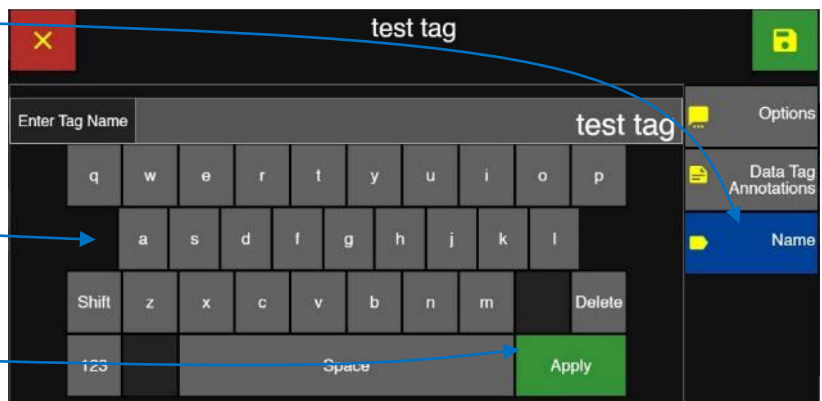 test tag
Enter Tag Name test tag
Options
Data Tag
Annotations
Name
q w e r t y u i o p
a s d f g h j k l
Shift z x c v b n m Delete
123 Space Apply